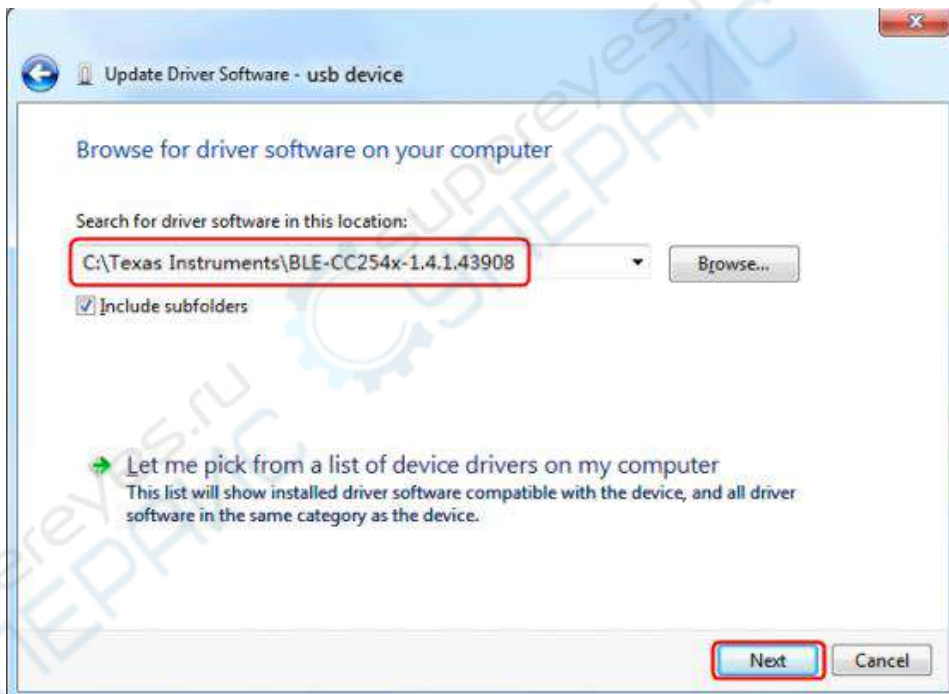 Update Driver Software - usb device
Browse for driver software on your computer
Search for driver software in this location:
C:\Texas Instruments\BLE-CC254x-1.4.1.43908
Browse...
Include subfolders
Let me pick from a list of device drivers on my computer
This list will show installed driver software compatible with the device, and all driver
software in the same category as the device.
Next
Cancel
supereyes.ru
СУПЕРАЙС